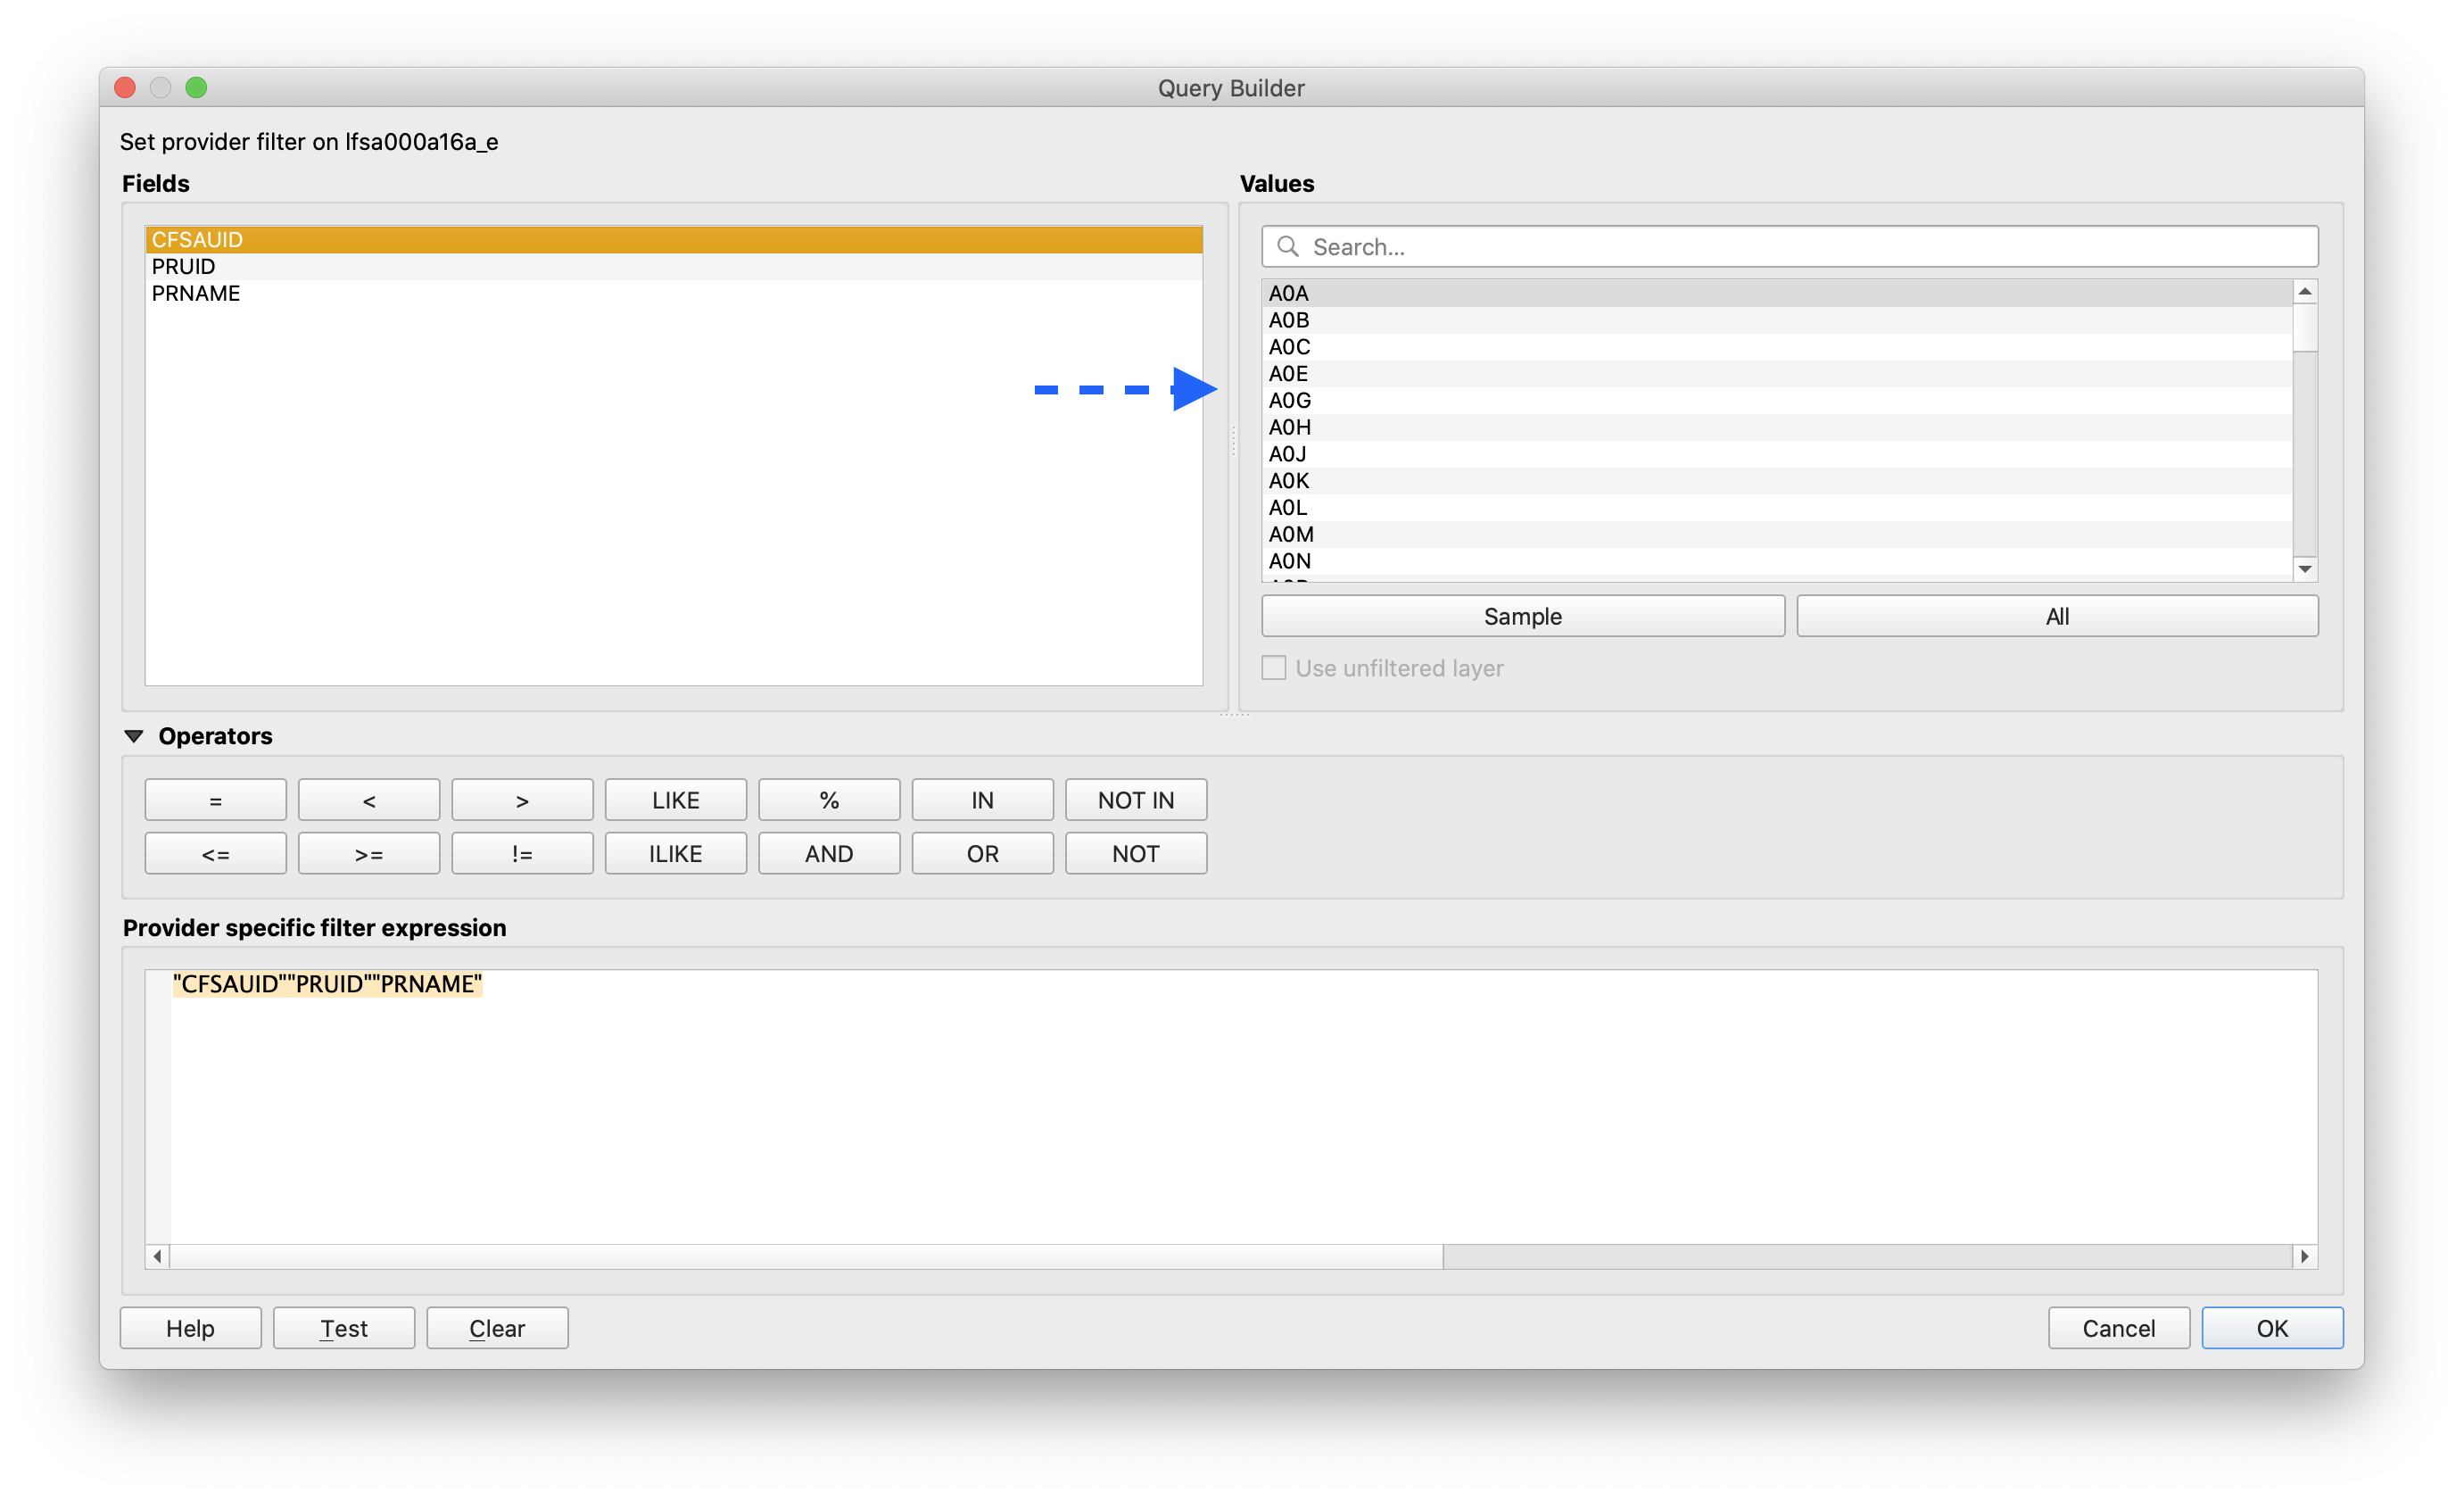 Query Builder
Set provider filter on lfsa000a16a_e
Fields
CFSAUID
PRUID
PRNAME
Values
Search...
A0A
A0B
A0C
A0E
A0G
A0H
A0J
A0K
A0L
A0M
A0N
Sample All
Use unfiltered layer
Operators
= < > LIKE % IN NOT IN
<= >= != ILIKE AND OR NOT
Provider specific filter expression
"CFSAUID""PRUID""PRNAME"
Help Test Clear Cancel OK